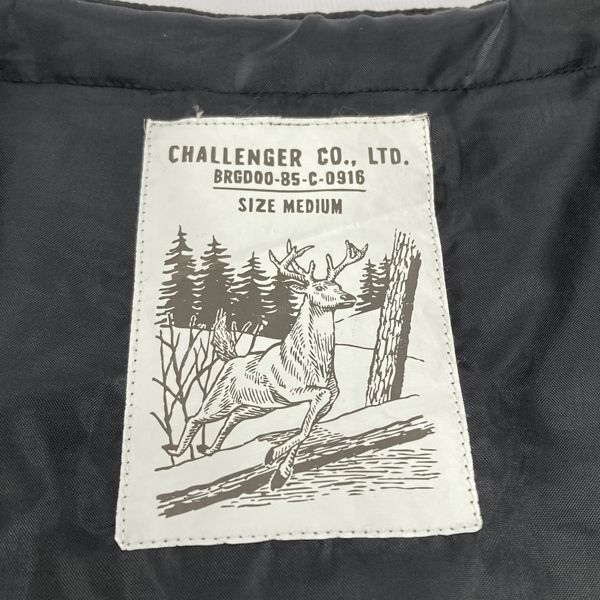 CHALLENGER CO., LTD.
BRGD00-85-C-0916
SIZE MEDIUM